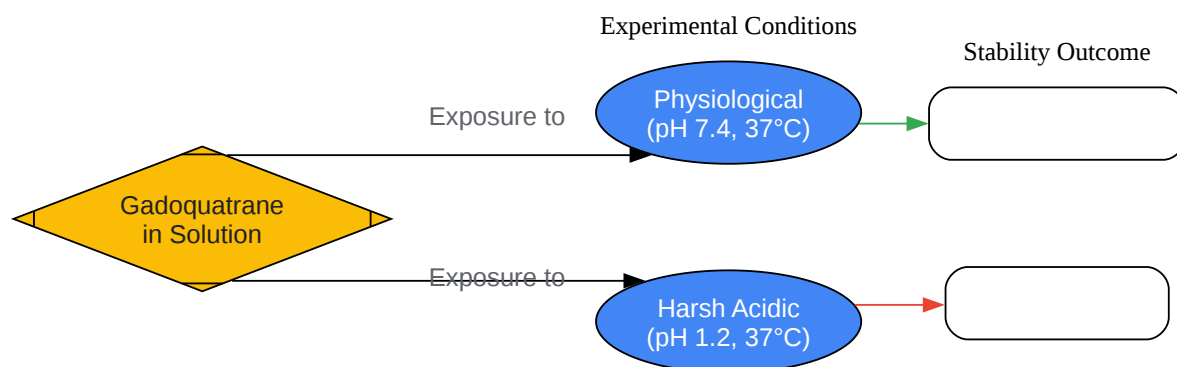 Experimental Conditions
Stability Outcome
Exposure to
Physiological
(pH 7.4, 37°C)
Gadoquatrane
in Solution
Exposure to
Harsh Acidic
(pH 1.2, 37°C)